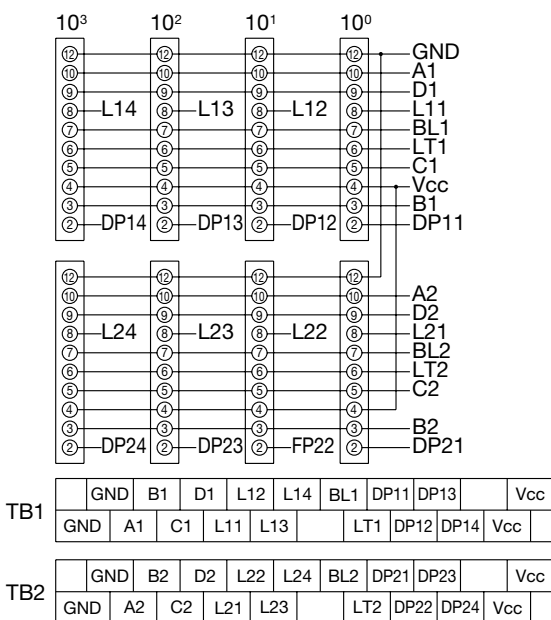 10³ 10² 10¹ 10⁰
⑫ ⑫ ⑫ ⑫ GND
⑩ ⑩ ⑩ ⑩ A1
⑨ ⑨ ⑨ ⑨ D1
⑧ L14 ⑧ L13 ⑧ L12 ⑧ L11
⑦ ⑦ ⑦ ⑦ BL1
⑥ ⑥ ⑥ ⑥ LT1
⑤ ⑤ ⑤ ⑤ C1
④ ④ ④ ④ Vcc
③ ③ ③ ③ B1
② DP14 ② DP13 ② DP12 ② DP11
⑫ ⑫ ⑫ ⑫
⑩ ⑩ ⑩ ⑩ A2
⑨ ⑨ ⑨ ⑨ D2
⑧ L24 ⑧ L23 ⑧ L22 ⑧ L21
⑦ ⑦ ⑦ ⑦ BL2
⑥ ⑥ ⑥ ⑥ LT2
⑤ ⑤ ⑤ ⑤ C2
④ ④ ④ ④
③ ③ ③ ③ B2
② DP24 ② DP23 ② FP22 ② DP21
TB1
GND B1 D1 L12 L14 BL1 DP11 DP13 Vcc
GND A1 C1 L11 L13 LT1 DP12 DP14 Vcc
TB2
GND B2 D2 L22 L24 BL2 DP21 DP23 Vcc
GND A2 C2 L21 L23 LT2 DP22 DP24 Vcc